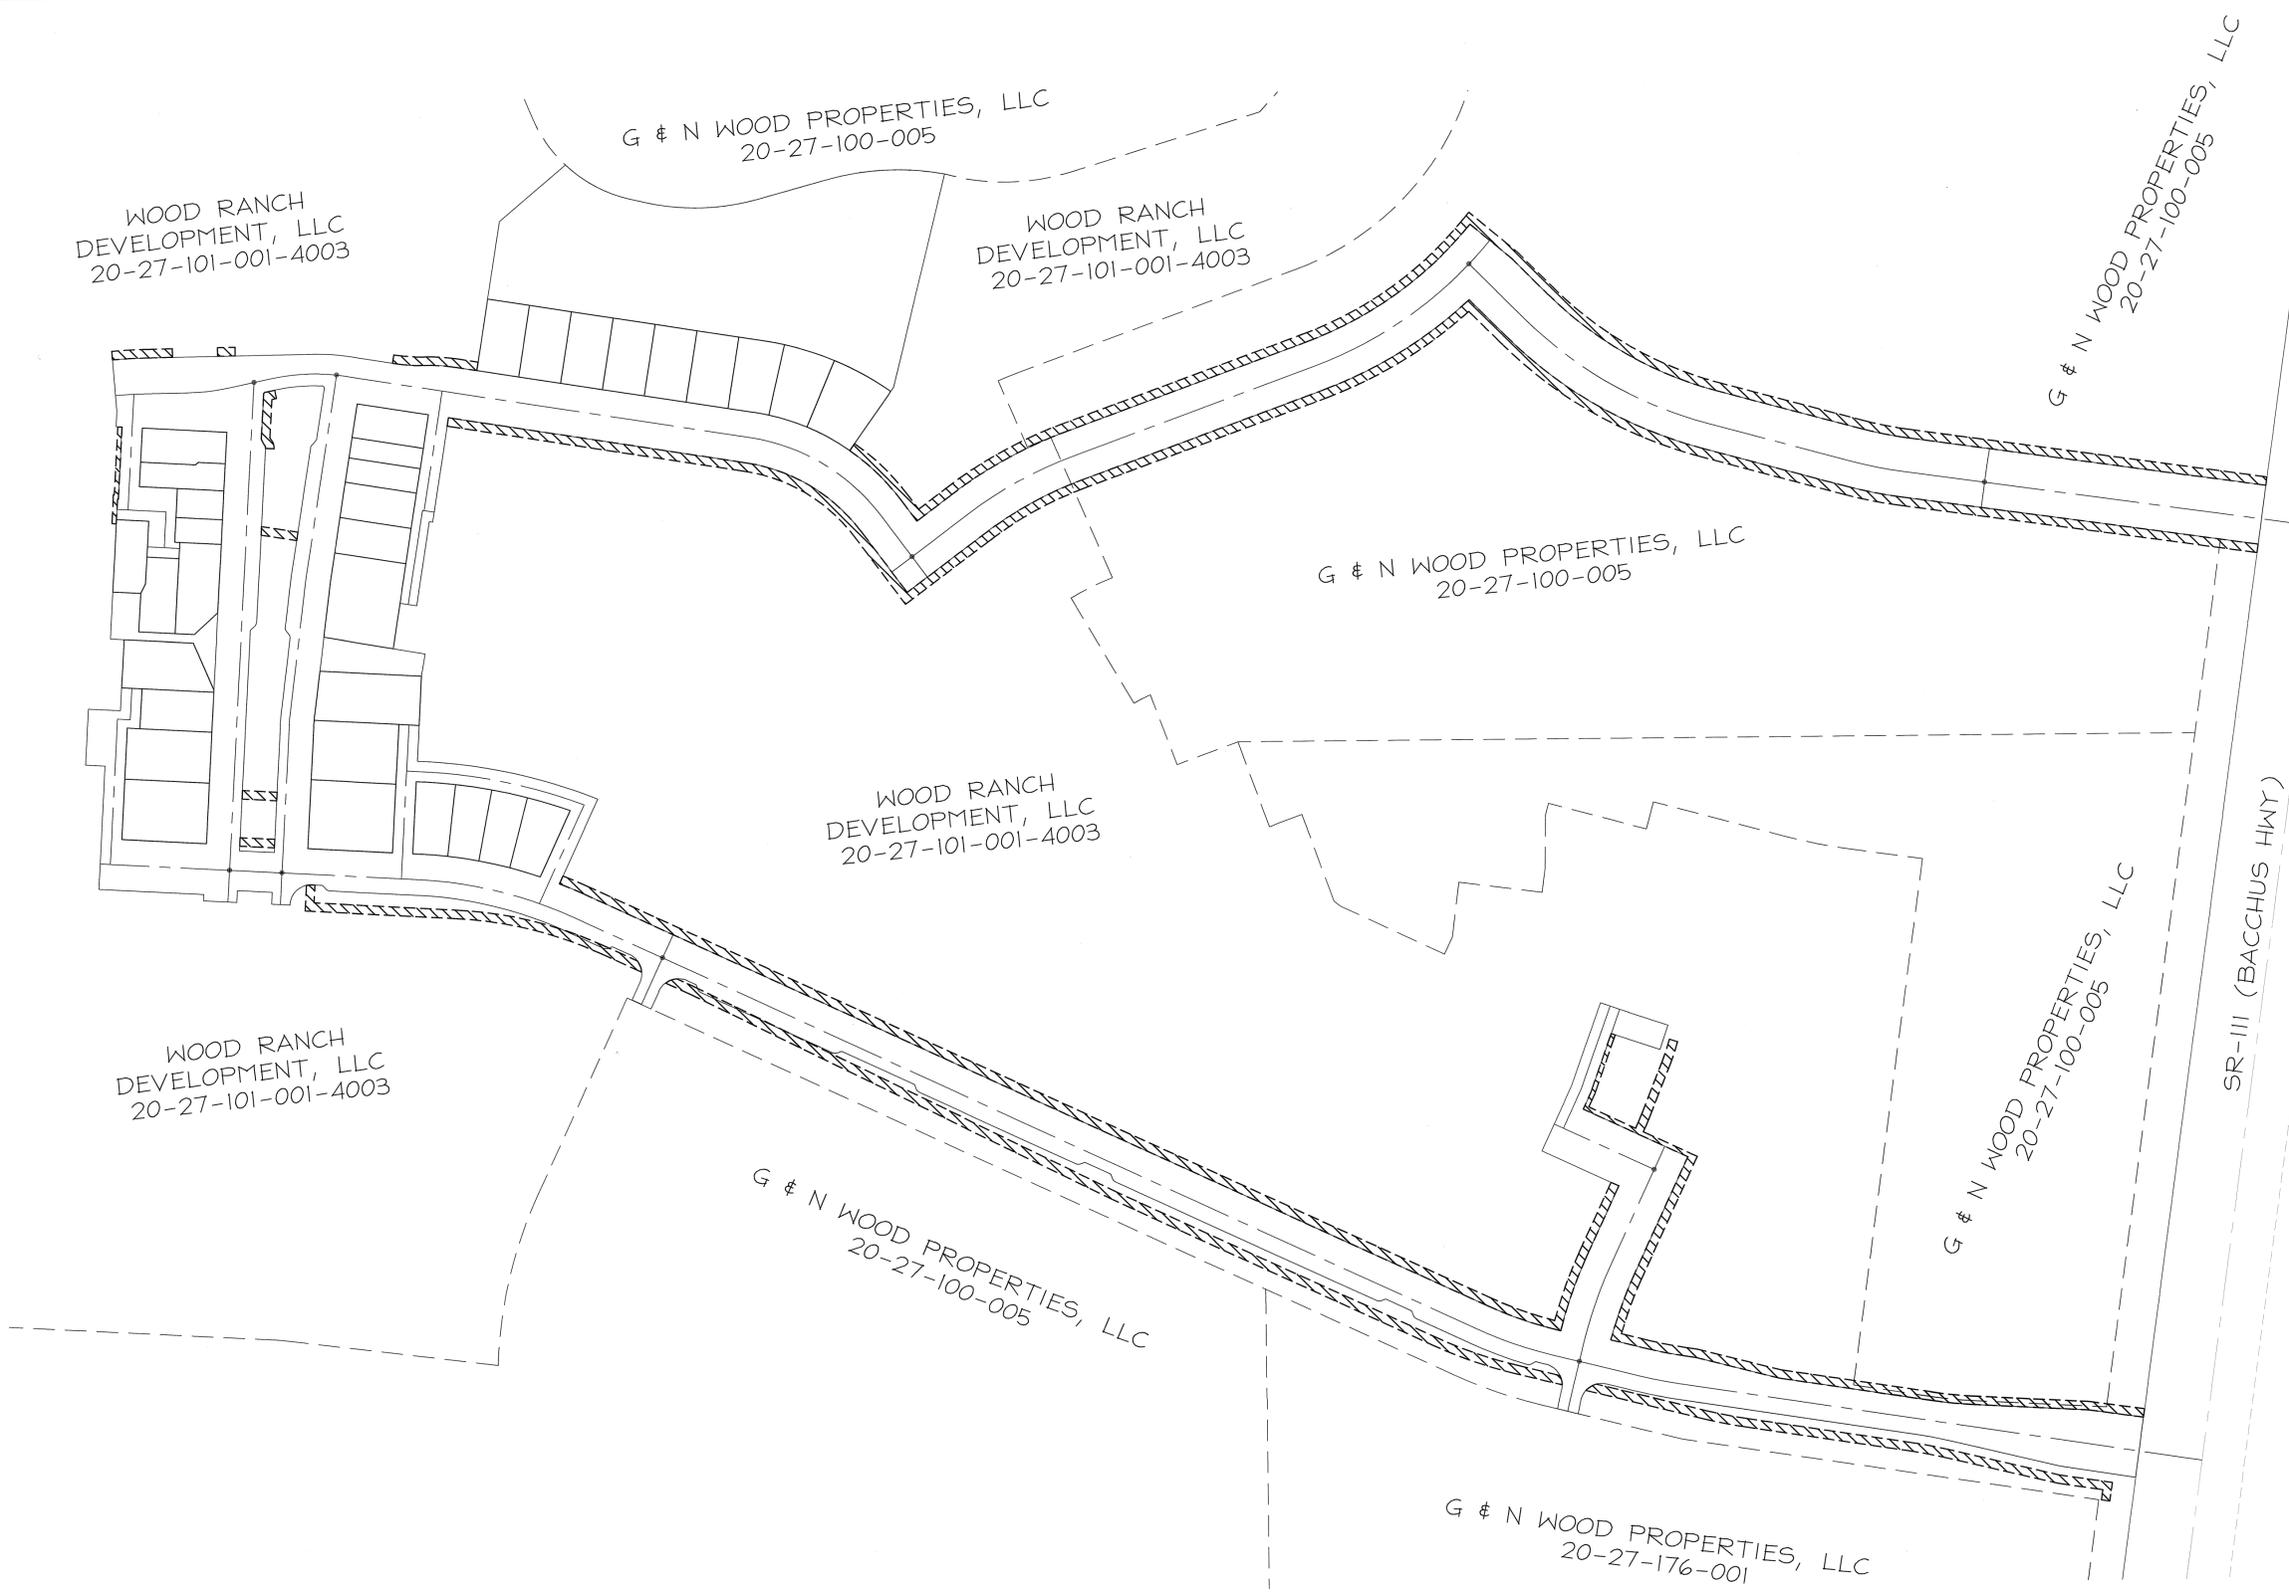 G & N WOOD PROPERTIES, LLC
20-27-100-005
G & N WOOD PROPERTIES, LLC
20-27-100-005
WOOD RANCH
DEVELOPMENT, LLC
20-27-101-001-4003
WOOD RANCH
DEVELOPMENT, LLC
20-27-101-001-4003
G & N WOOD PROPERTIES, LLC
20-27-100-005
WOOD RANCH
DEVELOPMENT, LLC
20-27-101-001-4003
SR-111 (BACCHUS HWY)
G & N WOOD PROPERTIES, LLC
20-27-100-005
WOOD RANCH
DEVELOPMENT, LLC
20-27-101-001-4003
G & N WOOD PROPERTIES, LLC
20-27-100-005
G & N WOOD PROPERTIES, LLC
20-27-176-001